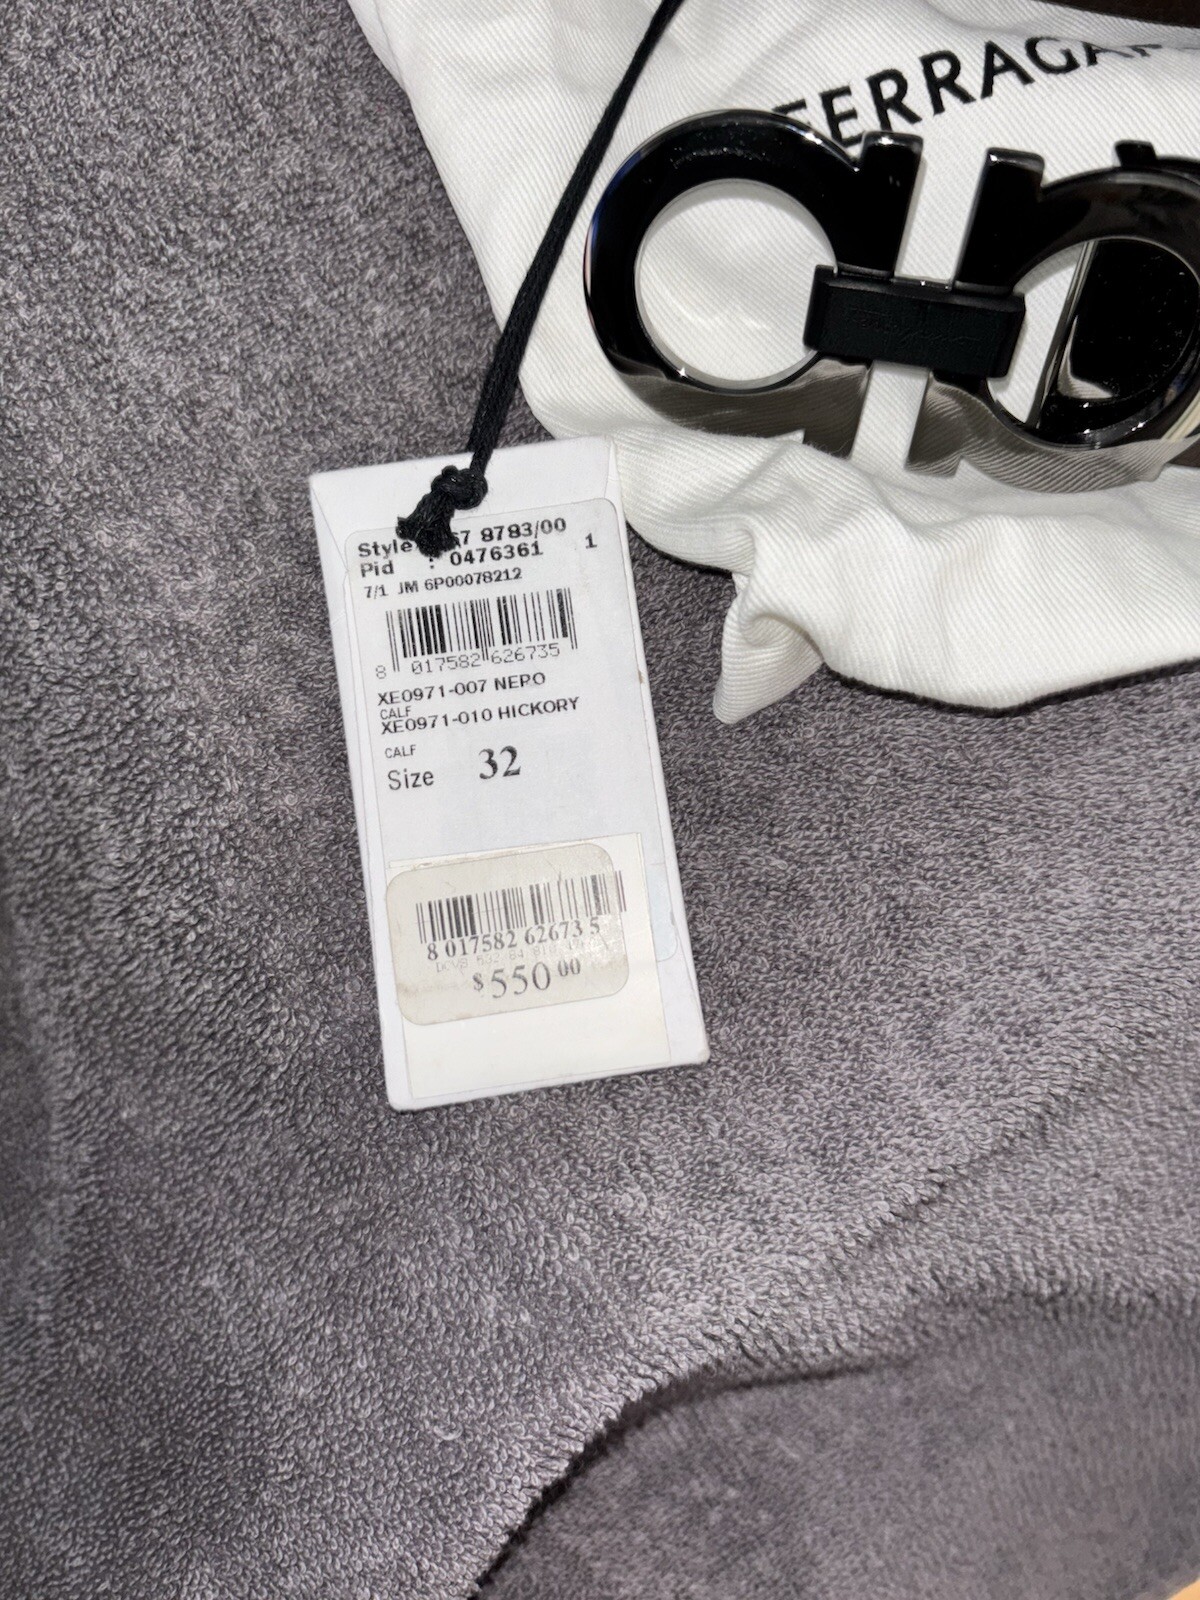 FERRAGA
Style 67 8783/00
Pid : 0476361 1
7/1 JM 6P00078212
8 017582 626735
XE0971-007 NERO
CALF
XE0971-010 HICKORY
CALF
Size 32
8 017582 62673 5
$550.00